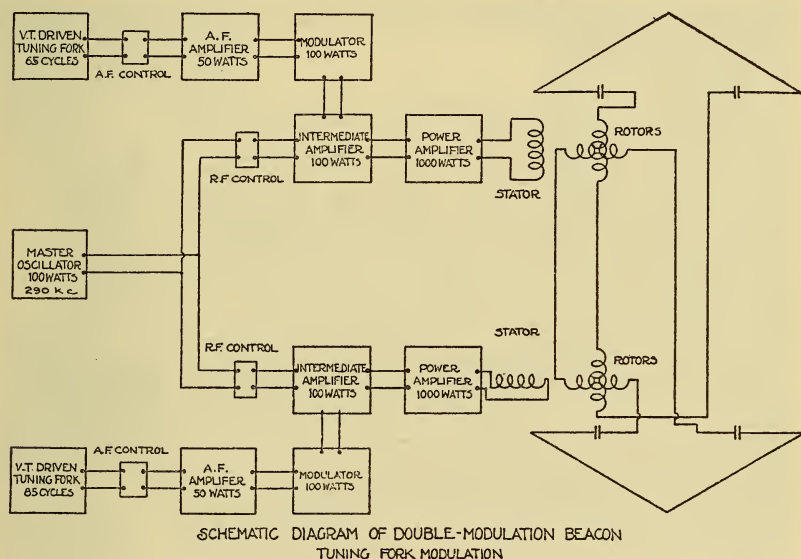 V.T. DRIVEN
TUNING FORK
65 CYCLES
A.F. CONTROL
A. F.
AMPLIFIER
50 WATTS
MODULATOR
100 WATTS
INTERMEDIATE
AMPLIFIER
100 WATTS
POWER
AMPLIFIER
1000 WATTS
R.F CONTROL
STATOR
ROTORS
MASTER
OSCILLATOR
100 WATTS
290 K C
STATOR
R.F. CONTROL
INTERMEDIATE
AMPLIFIER
100 WATTS
POWER
AMPLIFIER
1000 WATTS
ROTORS
A.F CONTROL
V.T. DRIVEN
TUNING FORK
85 CYCLES
A. F.
AMPLIFER
50 WATTS
MODULATOR
100 WATTS
SCHEMATIC DIAGRAM OF DOUBLE-MODULATION BEACON
TUNING FORK MODULATION